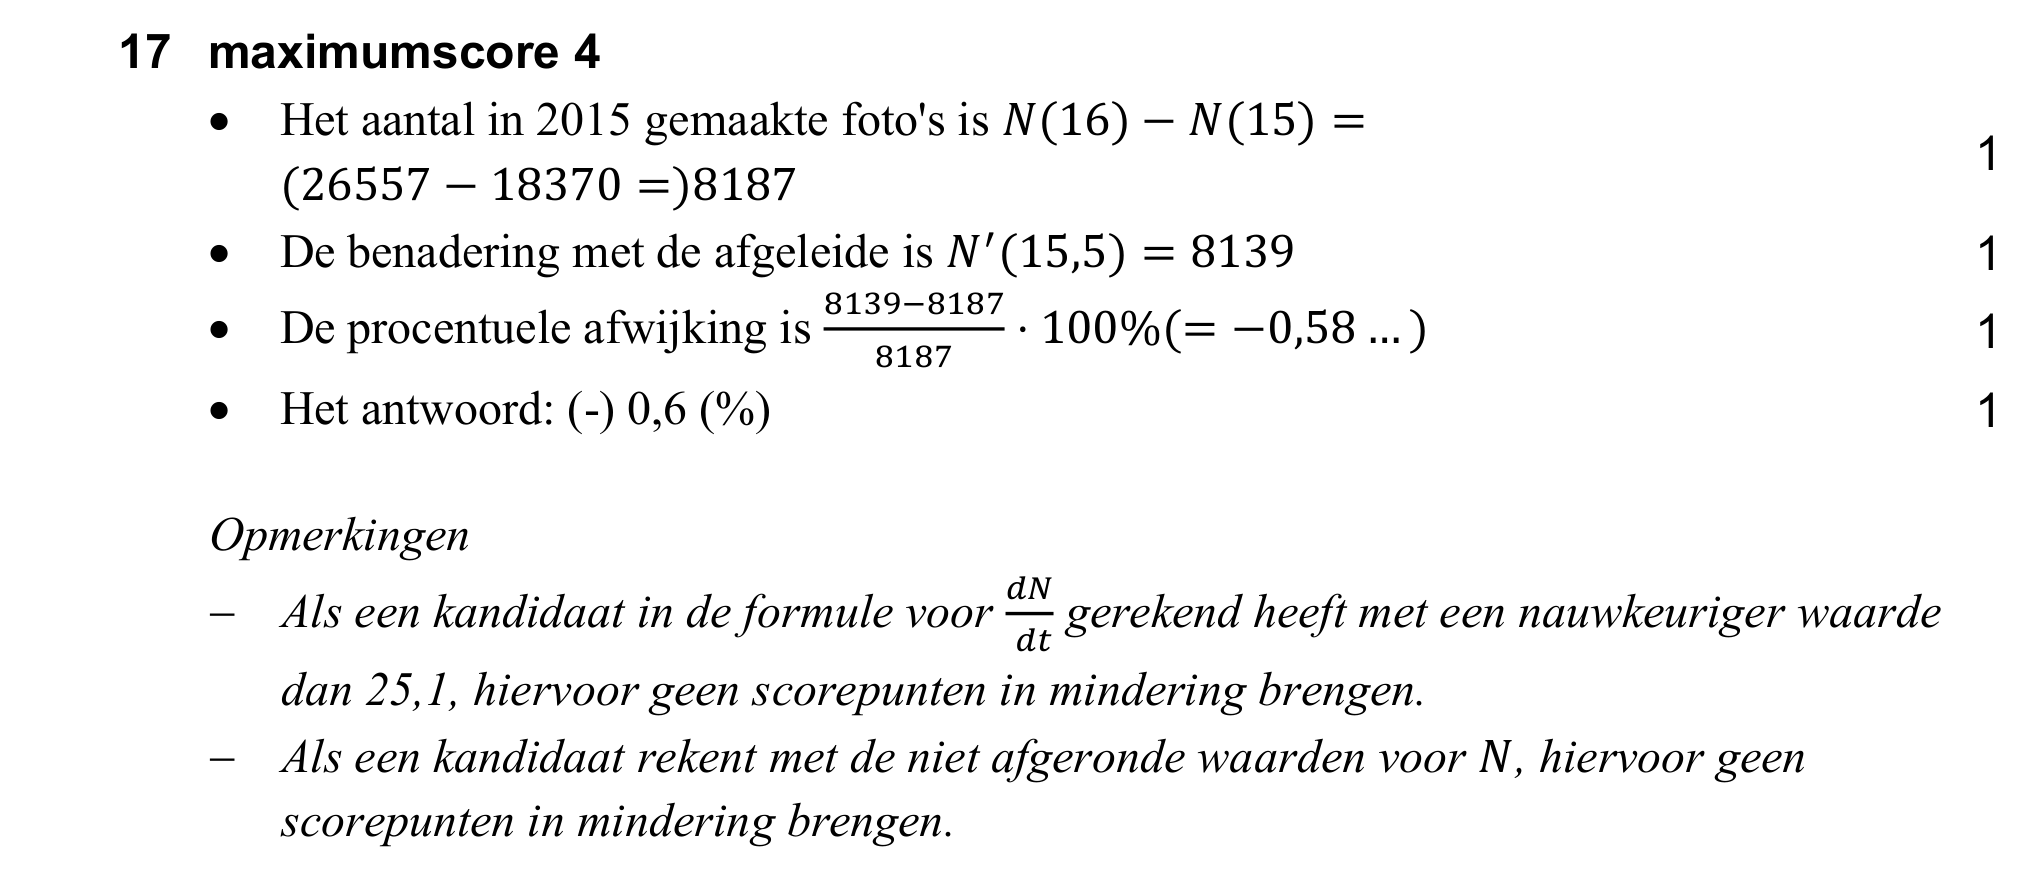 17 maximumscore 4
• Het aantal in 2015 gemaakte foto's is N(16) − N(15) =
(26557 − 18370 =)8187 1
• De benadering met de afgeleide is N′(15,5) = 8139 1
• De procentuele afwijking is \frac{8139−8187}{8187} · 100%(= −0,58 … ) 1
• Het antwoord: (-) 0,6 (%) 1
Opmerkingen
− Als een kandidaat in de formule voor \frac{dN}{dt} gerekend heeft met een nauwkeuriger waarde
dan 25,1, hiervoor geen scorepunten in mindering brengen.
− Als een kandidaat rekent met de niet afgeronde waarden voor N, hiervoor geen
scorepunten in mindering brengen.